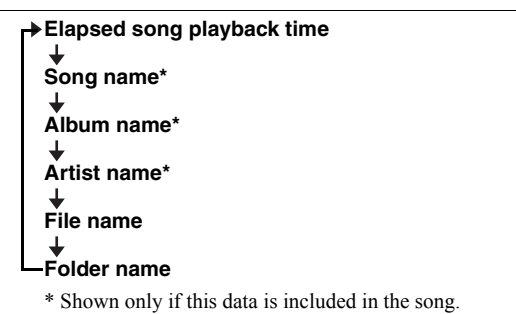 Elapsed song playback time
Song name*
Album name*
Artist name*
File name
Folder name
* Shown only if this data is included in the song.